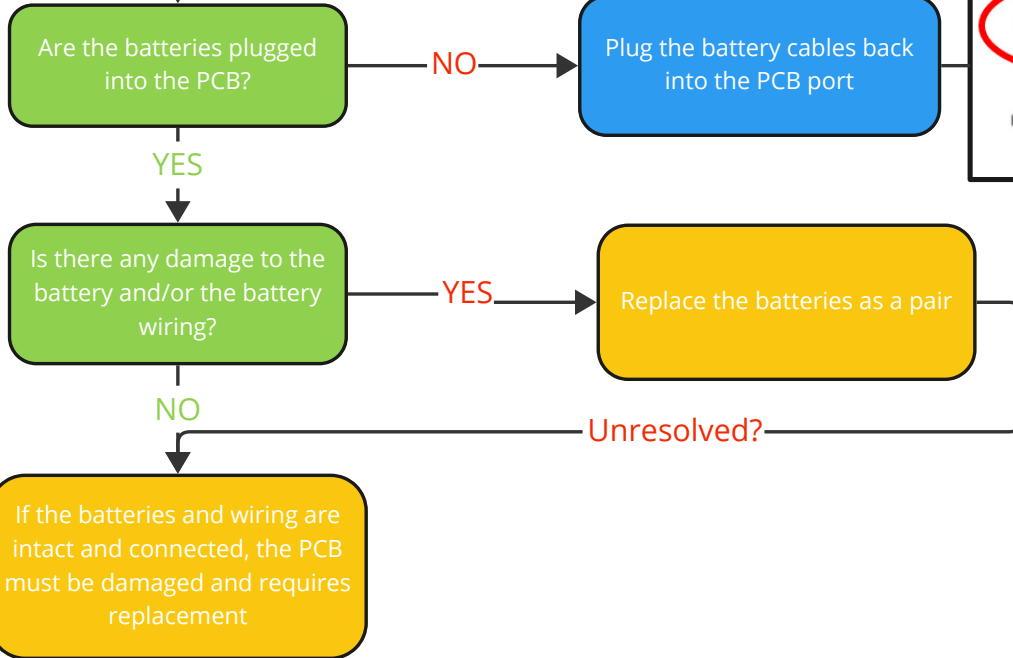 Are the batteries plugged
into the PCB?
NO
Plug the battery cables back
into the PCB port
YES
Is there any damage to the
battery and/or the battery
wiring?
YES
Replace the batteries as a pair
NO
Unresolved?
If the batteries and wiring are
intact and connected, the PCB
must be damaged and requires
replacement